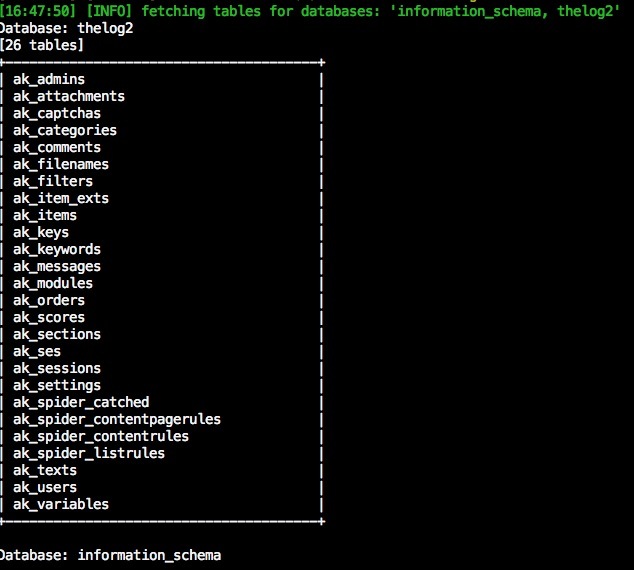 [16:47:50] [INFO] fetching tables for databases: 'information_schema, thelog2'
Database: thelog2
[26 tables]
+--------------------------------------+
| ak_admins |
| ak_attachments |
| ak_captchas |
| ak_categories |
| ak_comments |
| ak_filenames |
| ak_filters |
| ak_item_exts |
| ak_items |
| ak_keys |
| ak_keywords |
| ak_messages |
| ak_modules |
| ak_orders |
| ak_scores |
| ak_sections |
| ak_ses |
| ak_sessions |
| ak_settings |
| ak_spider_catched |
| ak_spider_contentpagerules |
| ak_spider_contentrules |
| ak_spider_listrules |
| ak_texts |
| ak_users |
| ak_variables |
+--------------------------------------+
Database: information_schema